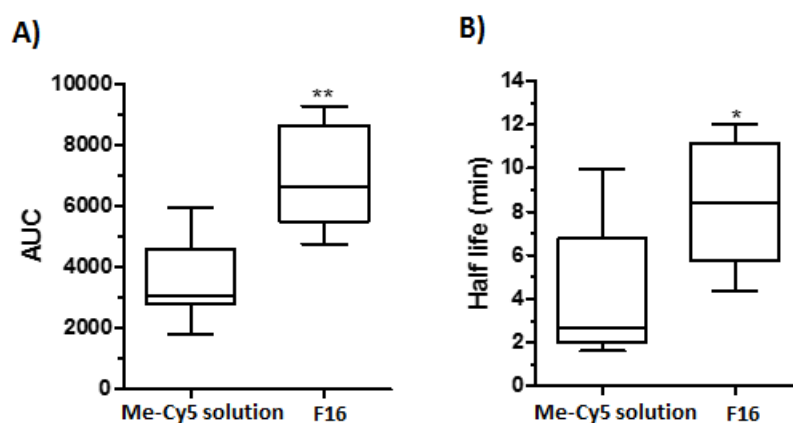 A)
10000
8000
6000
4000
2000
0
AUC
**
Me-Cy5 solution
F16
B)
14
12
10
8
6
4
2
0
Half life (min)
*
Me-Cy5 solution
F16